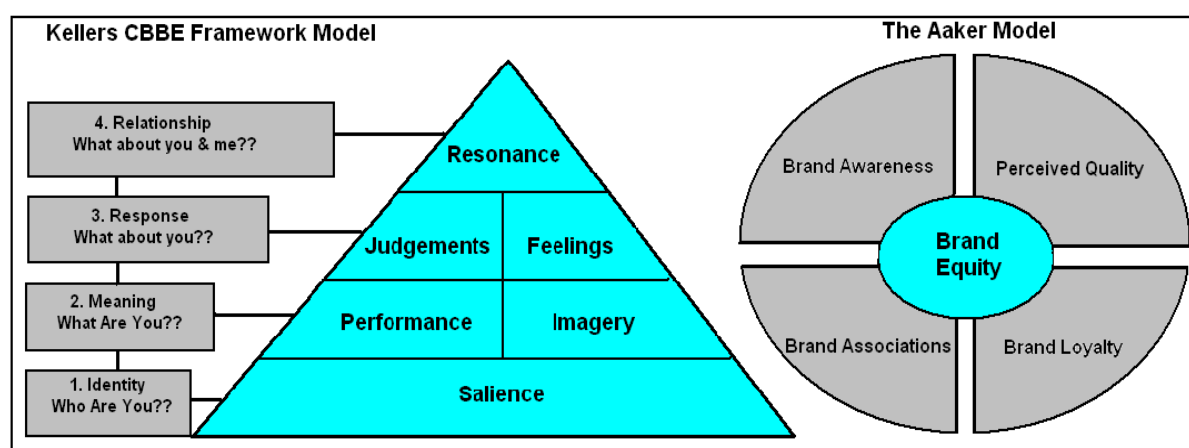 Kellers CBBE Framework Model
4. Relationship
What about you & me??
3. Response
What about you??
2. Meaning
What Are You??
1. Identity
Who Are You??
Resonance
Judgements
Feelings
Performance
Imagery
Salience
The Aaker Model
Brand Awareness
Perceived Quality
Brand
Equity
Brand Associations
Brand Loyalty